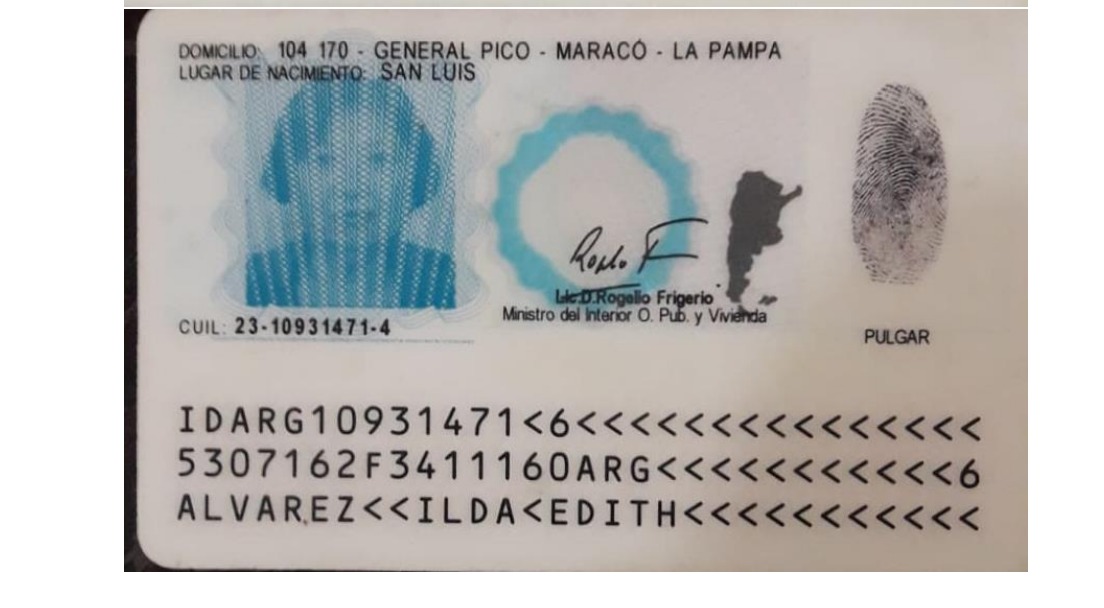 DOMICILIO: 104 170 - GENERAL PICO - MARACÓ - LA PAMPA
LUGAR DE NACIMIENTO: SAN LUIS
Lic.D.Rogelio Frigerio
Ministro del Interior O. Pub. y Vivienda
CUIL: 23-10931471-4
PULGAR
IDARG10931471<6<<<<<<<<<<<<<<<
5307162F3411160ARG<<<<<<<<<<<6
ALVAREZ<<ILDA<EDITH<<<<<<<<<<<